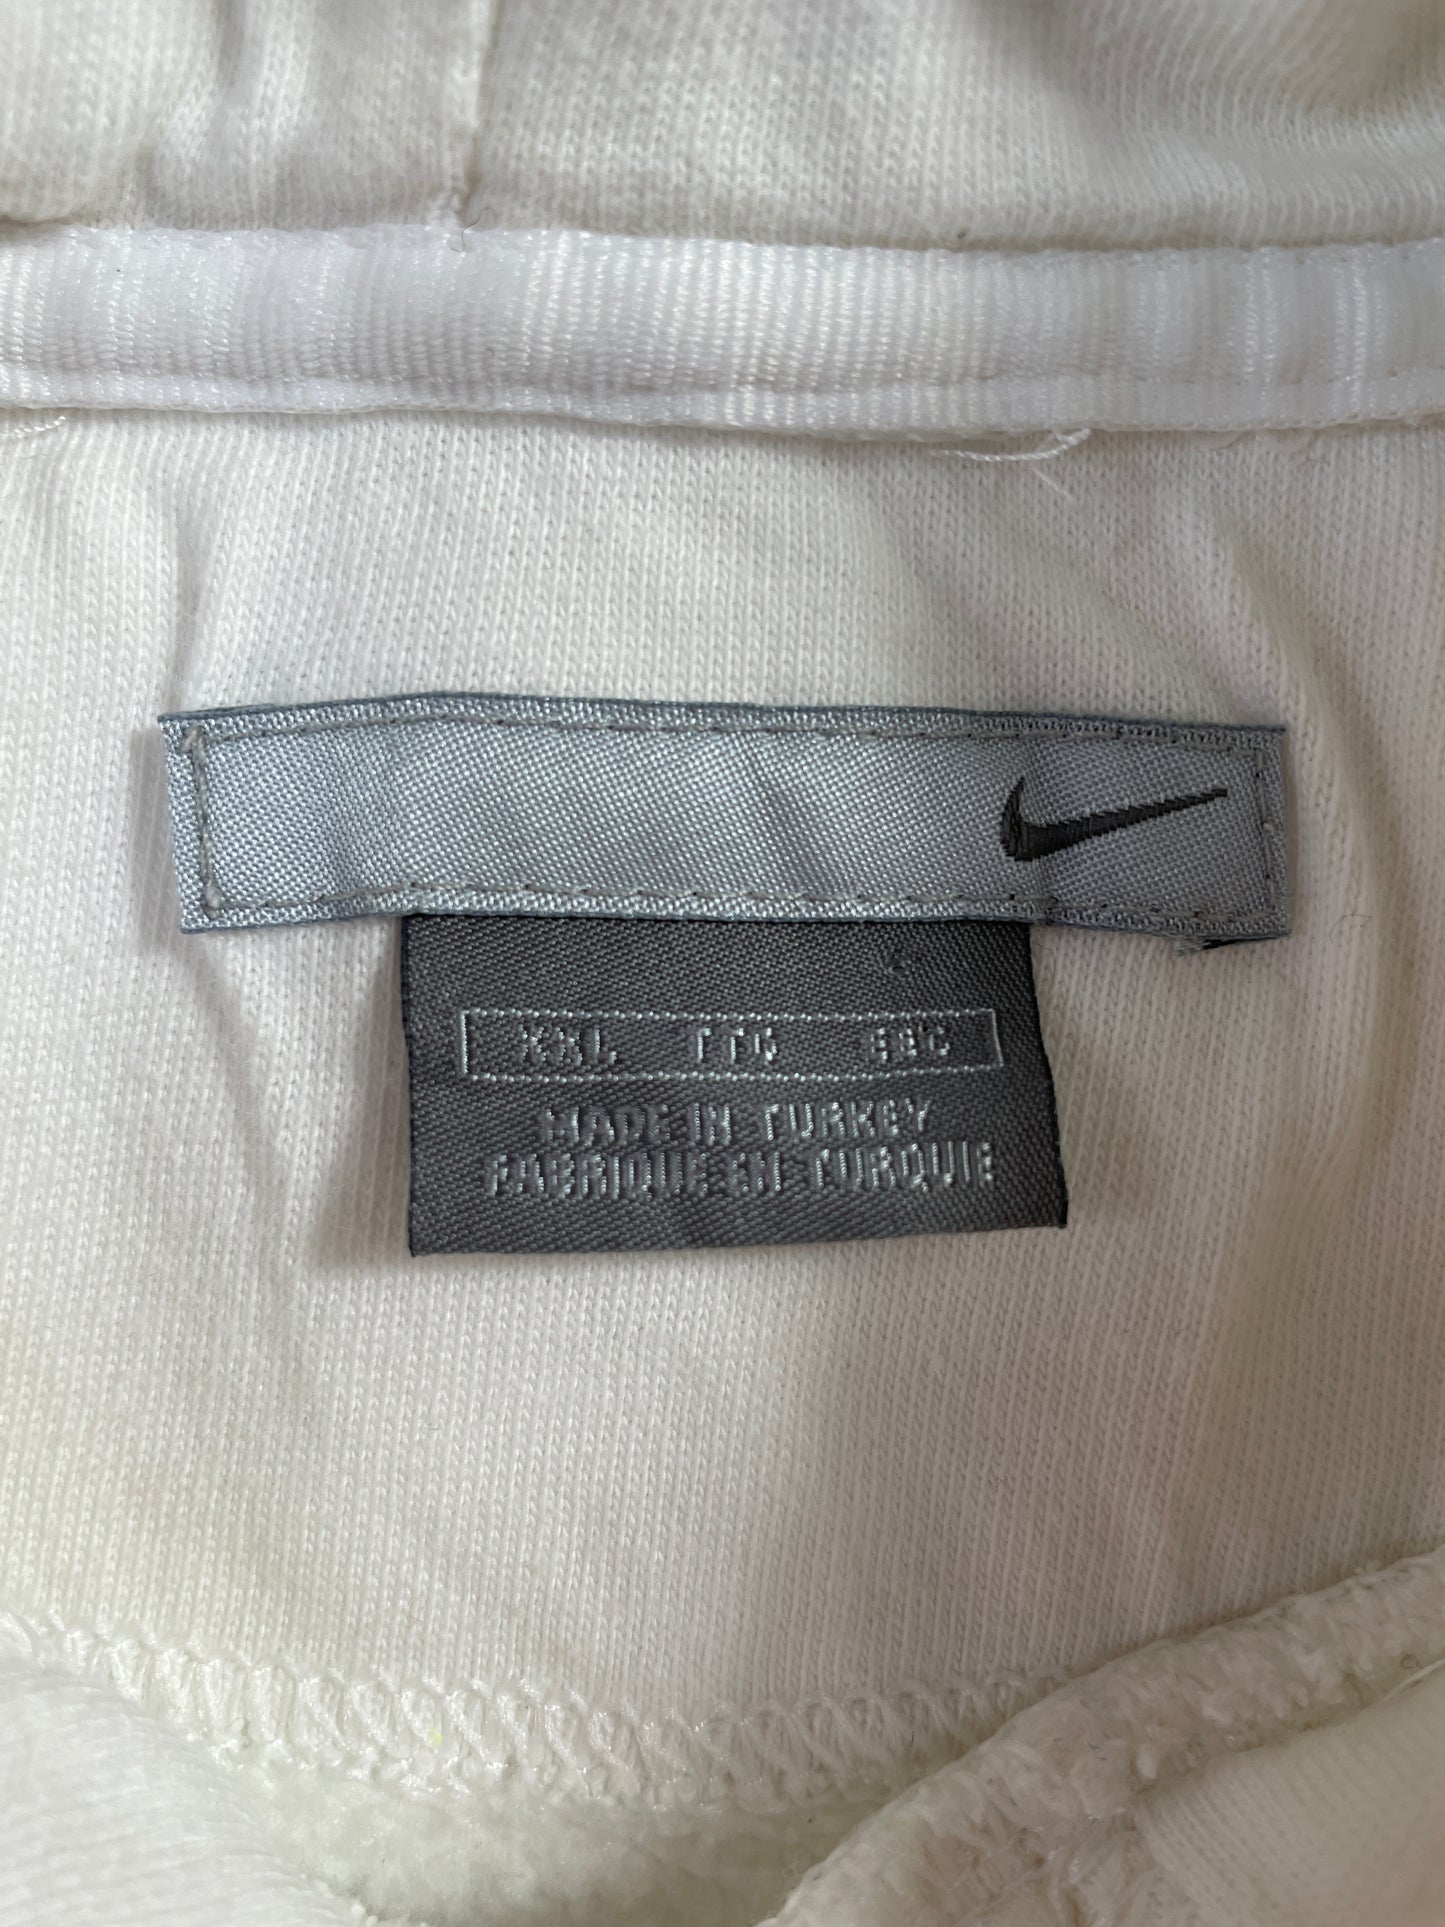 XXL TTG EEG
MADE IN TURKEY
FABRIQUE EN TURQUIE